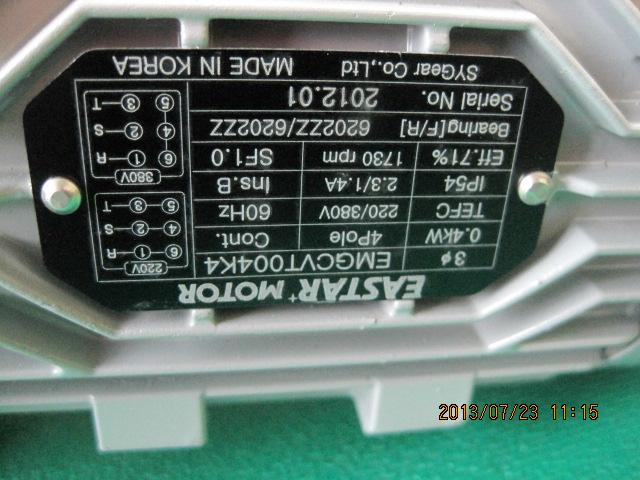 EASTAR MOTOR
3ø EMGCVT004K4
0.4kW 4Pole Cont.
TEFC 220/380V 60Hz
IP54 2.3/1.4A Ins.B
Eff.71% 1730 rpm SF1.0
Bearing[F/R] 6202ZZ/6202ZZ
Serial No. 2012.01
SYGear Co.,Ltd MADE IN KOREA
220V
6 1 R
4 2 S
5 3 T
380V
6 1 R
4 2 S
5 3 T
2013/07/23 11:15